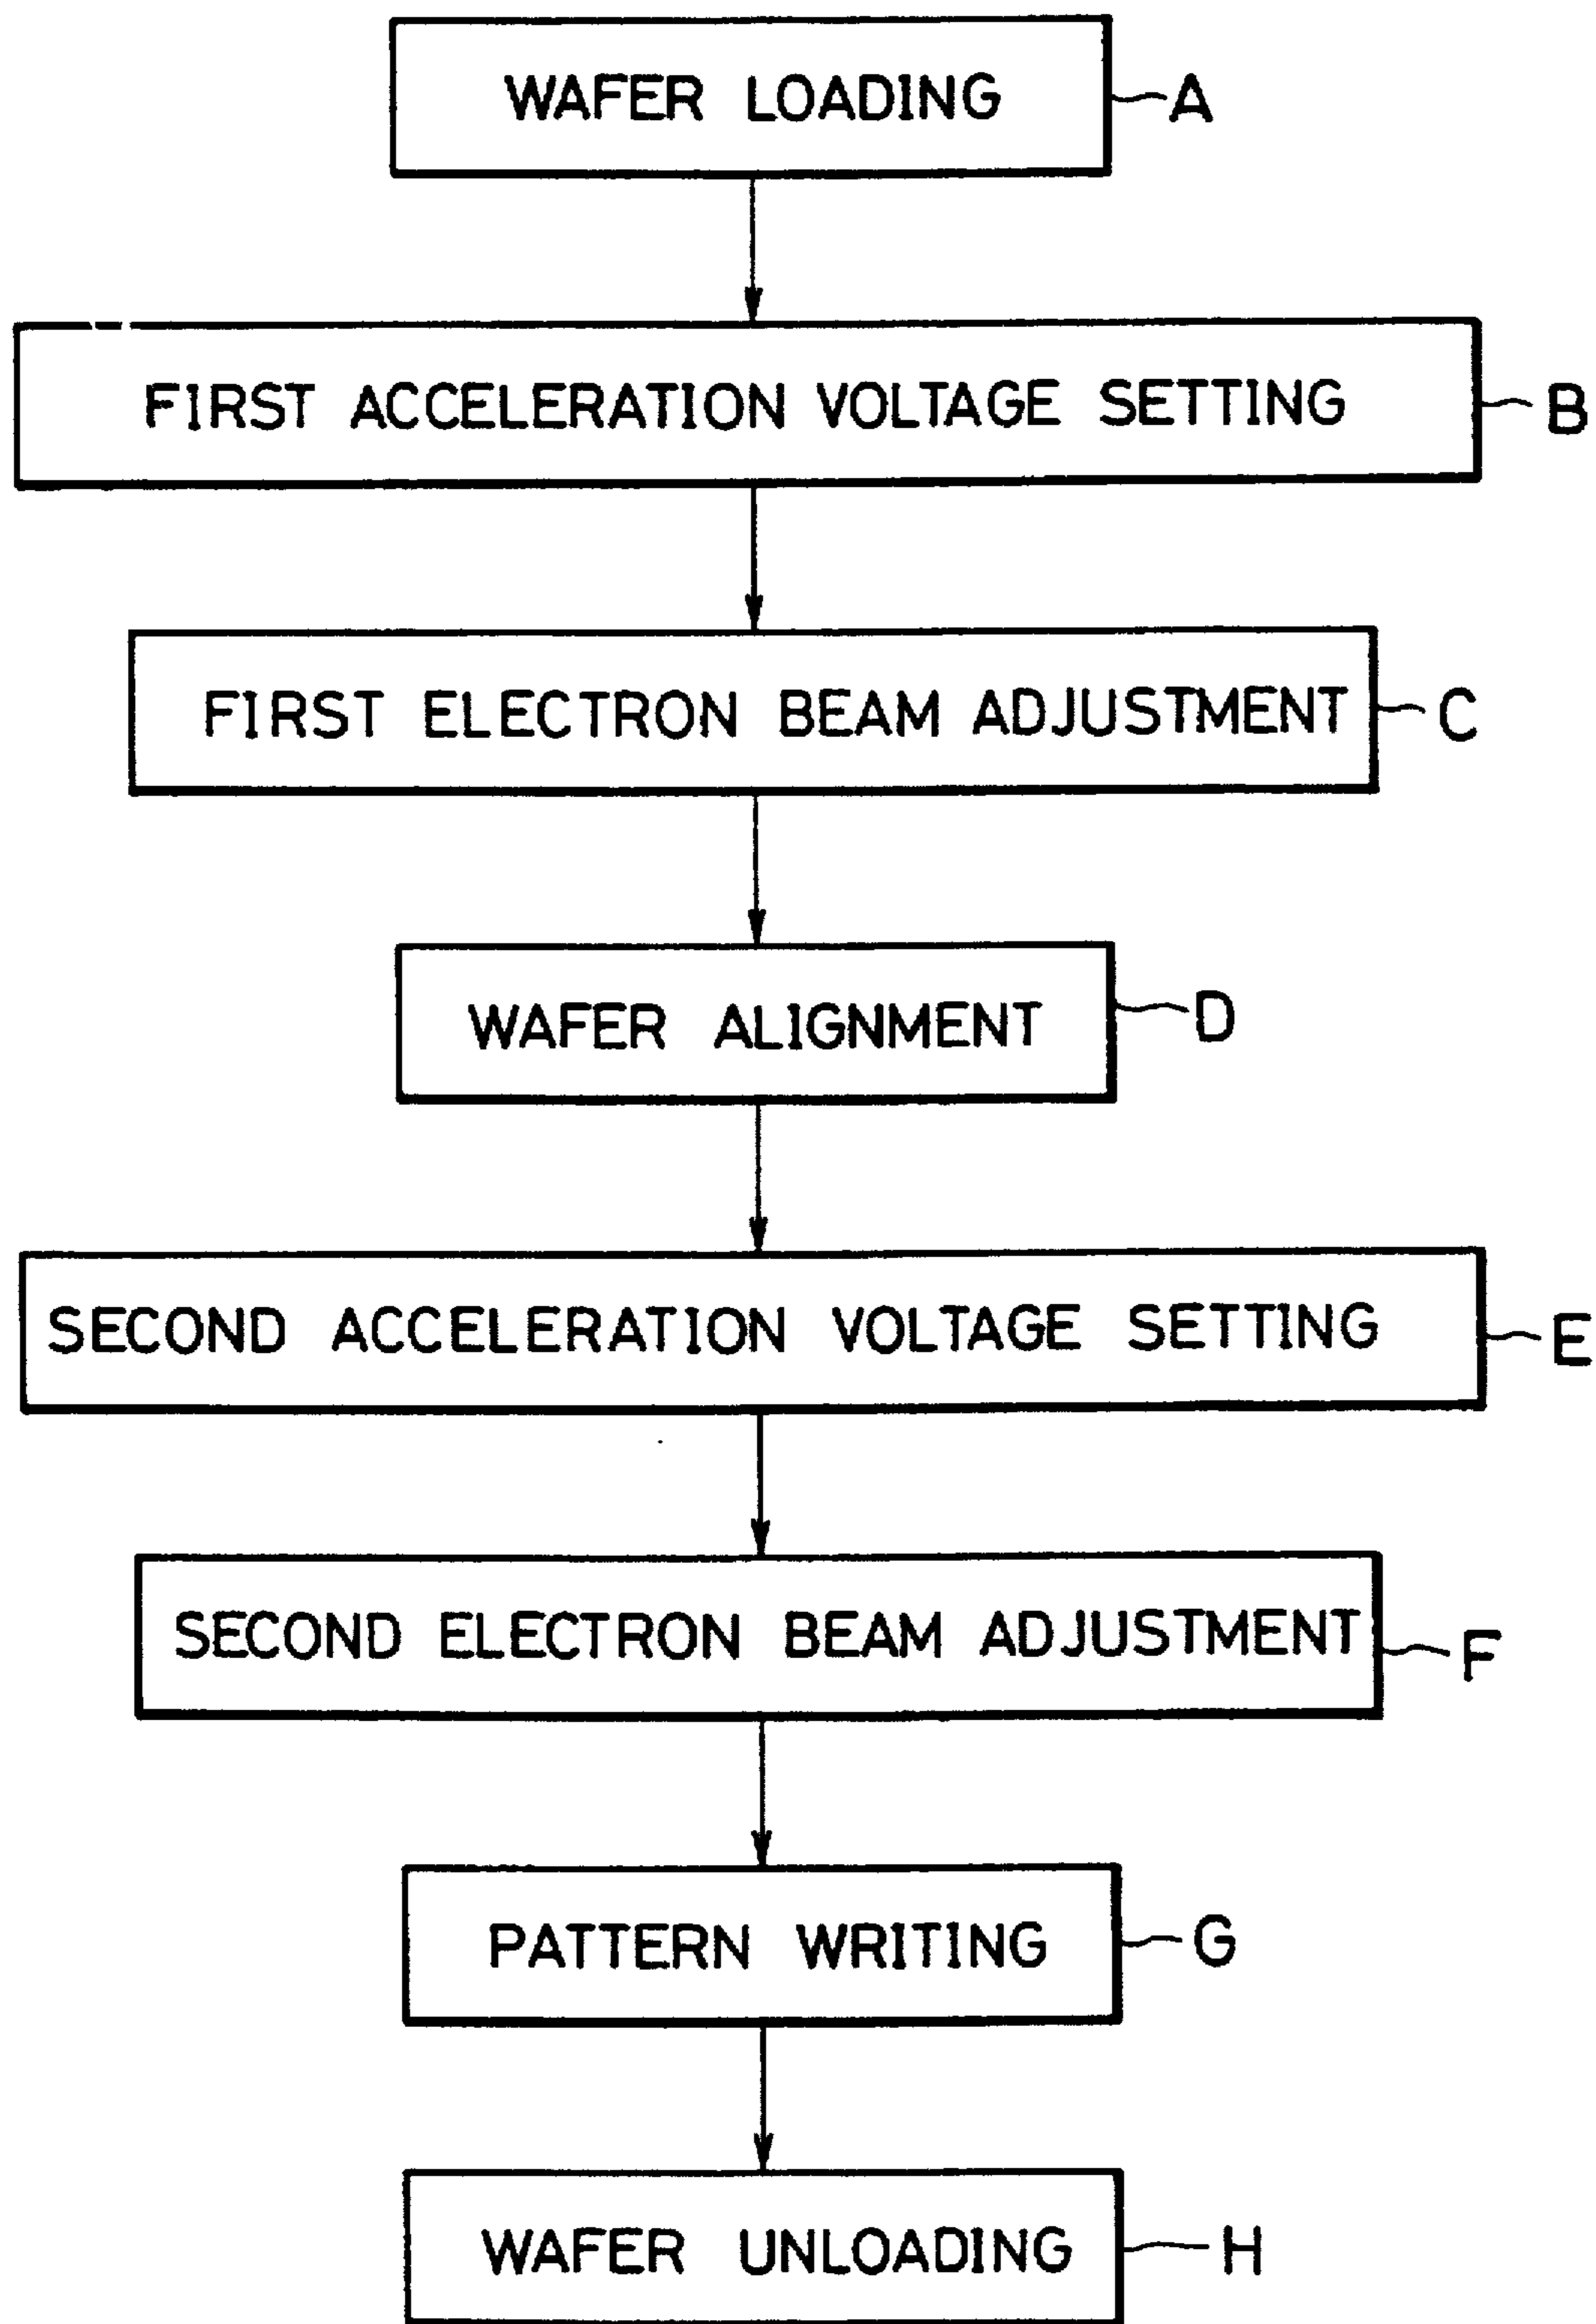 WAFER LOADING A
FIRST ACCELERATION VOLTAGE SETTING B
FIRST ELECTRON BEAM ADJUSTMENT C
WAFER ALIGNMENT D
SECOND ACCELERATION VOLTAGE SETTING E
SECOND ELECTRON BEAM ADJUSTMENT F
PATTERN WRITING G
WAFER UNLOADING H